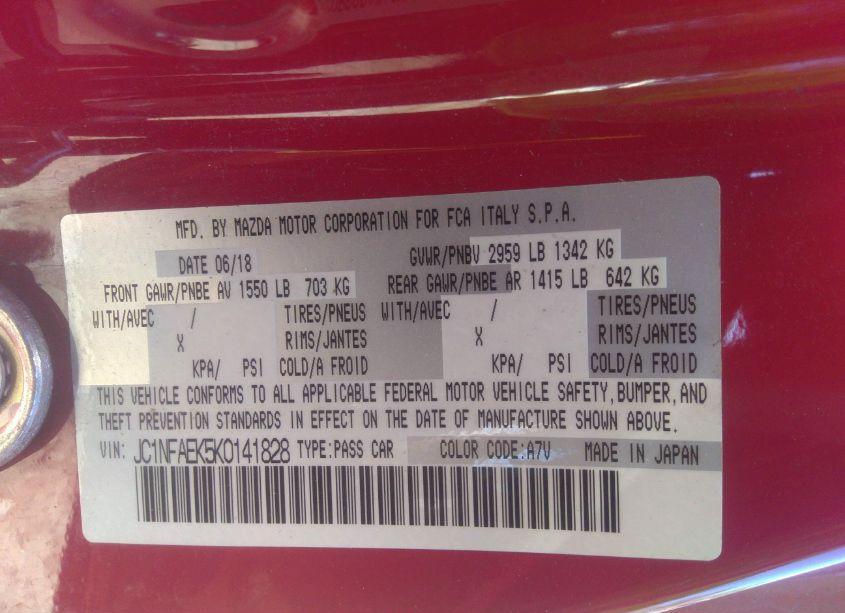 MFD. BY MAZDA MOTOR CORPORATION FOR FCA ITALY S.P.A.
DATE 06/18 GVWR/PNBV 2959 LB 1342 KG
FRONT GAWR/PNBE AV 1550 LB 703 KG REAR GAWR/PNBE AR 1415 LB 642 KG
WITH/AVEC / TIRES/PNEUS WITH/AVEC / TIRES/PNEUS
X RIMS/JANTES X RIMS/JANTES
KPA/ PSI COLD/A FROID KPA/ PSI COLD/A FROID
THIS VEHICLE CONFORMS TO ALL APPLICABLE FEDERAL MOTOR VEHICLE SAFETY, BUMPER, AND
THEFT PREVENTION STANDARDS IN EFFECT ON THE DATE OF MANUFACTURE SHOWN ABOVE.
VIN: JC1NFAEK5K0141828 TYPE:PASS CAR COLOR CODE:A7V MADE IN JAPAN